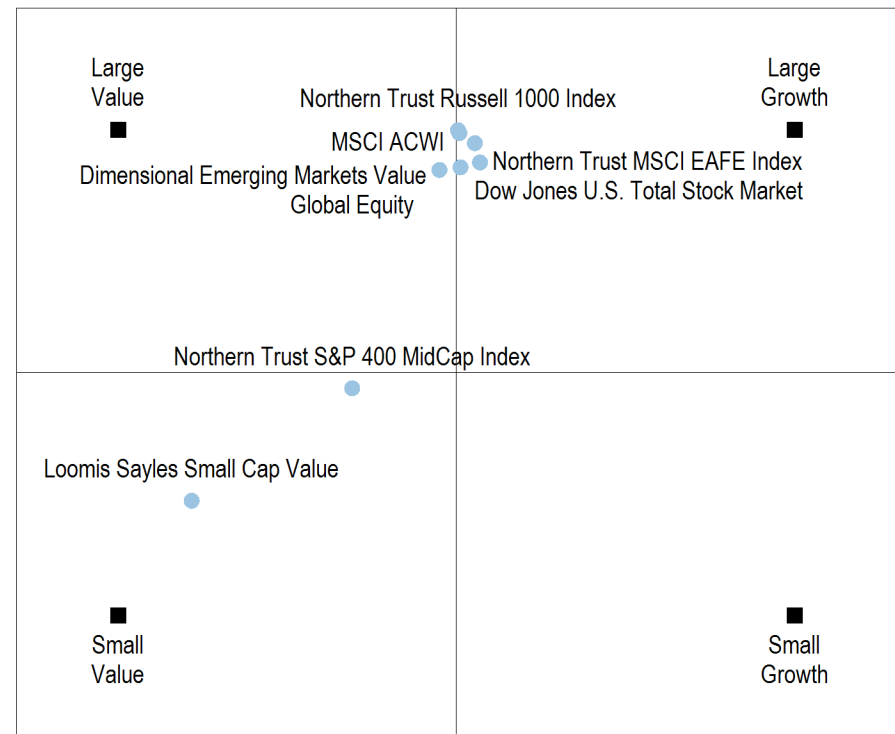 Large
Value
Large
Growth
Northern Trust Russell 1000 Index
MSCI ACWI
Northern Trust MSCI EAFE Index
Dimensional Emerging Markets Value
Dow Jones U.S. Total Stock Market
Global Equity
Northern Trust S&P 400 MidCap Index
Loomis Sayles Small Cap Value
Small
Value
Small
Growth